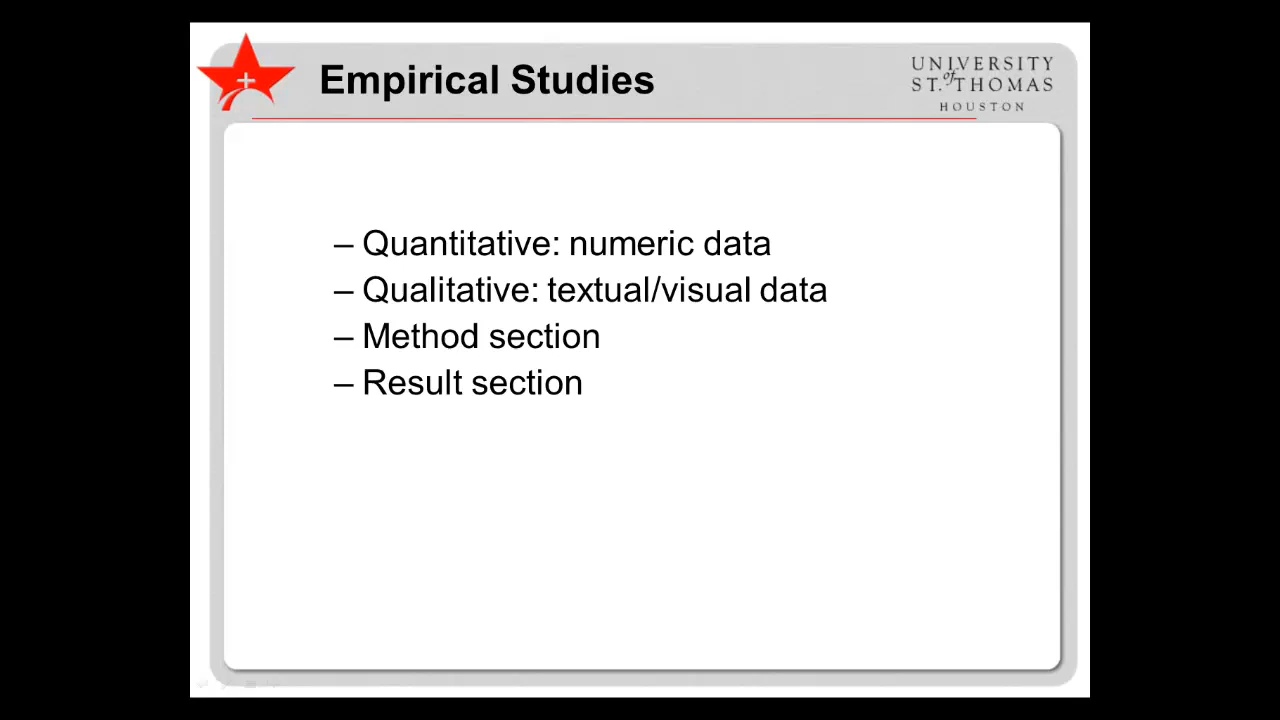 Empirical Studies
UNIVERSITY
of
ST. THOMAS
HOUSTON
– Quantitative: numeric data
– Qualitative: textual/visual data
– Method section
– Result section